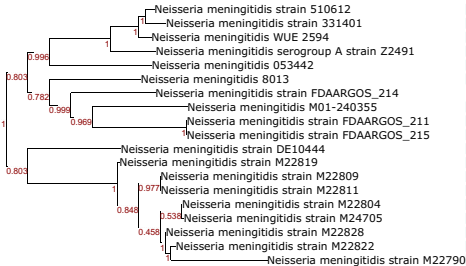 Neisseria meningitidis strain 510612
1
Neisseria meningitidis strain 331401
1
Neisseria meningitidis WUE 2594
1
Neisseria meningitidis serogroup A strain Z2491
0.996
Neisseria meningitidis 053442
0.803
Neisseria meningitidis 8013
0.782
Neisseria meningitidis strain FDAARGOS_214
0.999
Neisseria meningitidis M01-240355
0.969
Neisseria meningitidis strain FDAARGOS_211
1
Neisseria meningitidis strain FDAARGOS_215
1
Neisseria meningitidis strain DE10444
0.803
Neisseria meningitidis strain M22819
1
Neisseria meningitidis strain M22809
0.977
Neisseria meningitidis strain M22811
0.848
Neisseria meningitidis strain M22804
0.538
Neisseria meningitidis strain M24705
0.458
Neisseria meningitidis strain M22828
Neisseria meningitidis strain M22822
1
1
Neisseria meningitidis strain M22790